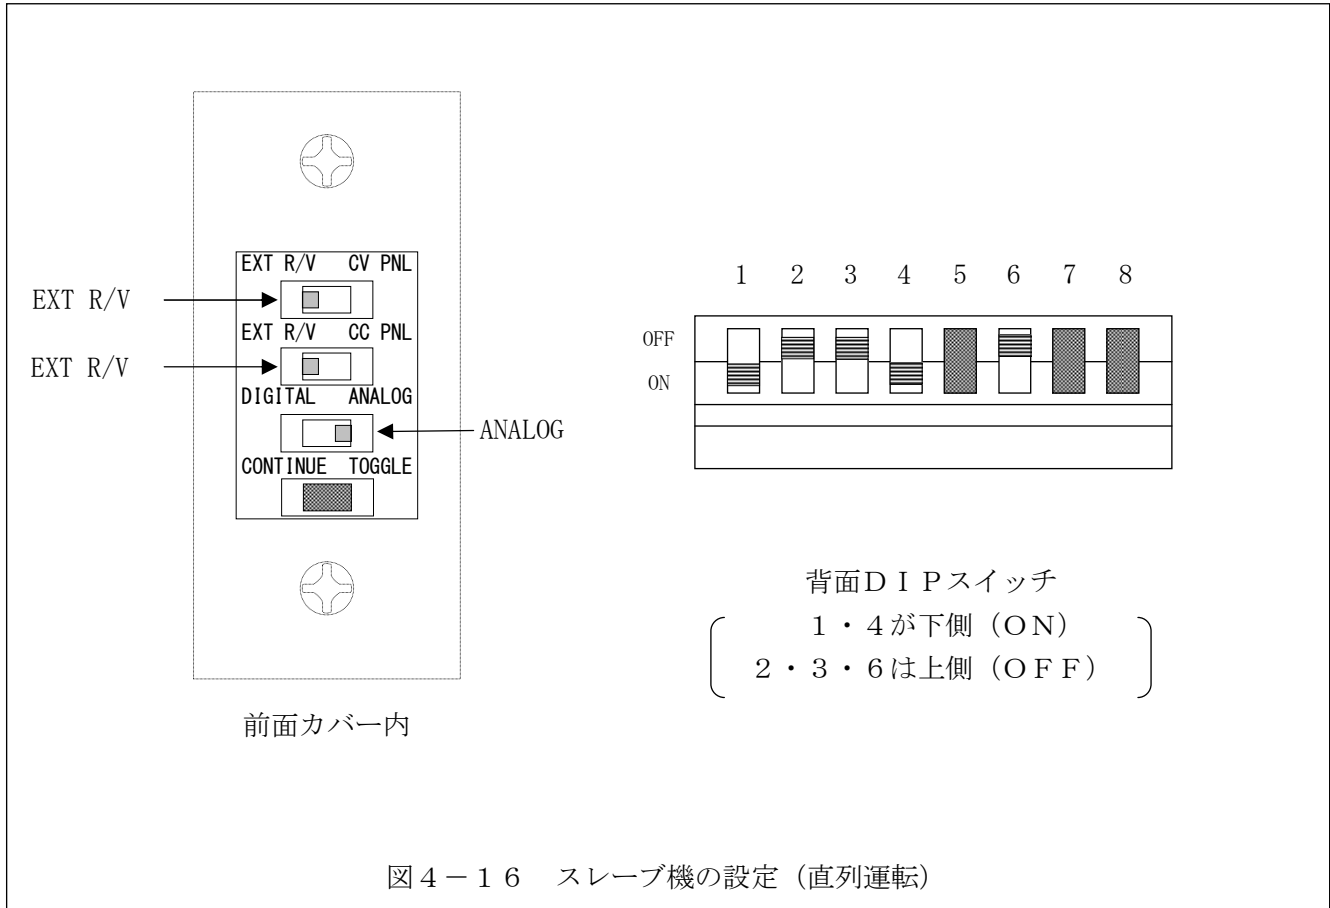 EXT R/V CV PNL
EXT R/V
EXT R/V CC PNL
EXT R/V
DIGITAL ANALOG
ANALOG
CONTINUE TOGGLE
前面カバー内
1 2 3 4 5 6 7 8
OFF
ON
背面ＤＩＰスイッチ
１・４が下側（ＯＮ）
２・３・６は上側（ＯＦＦ）
図４－１６　スレーブ機の設定（直列運転）